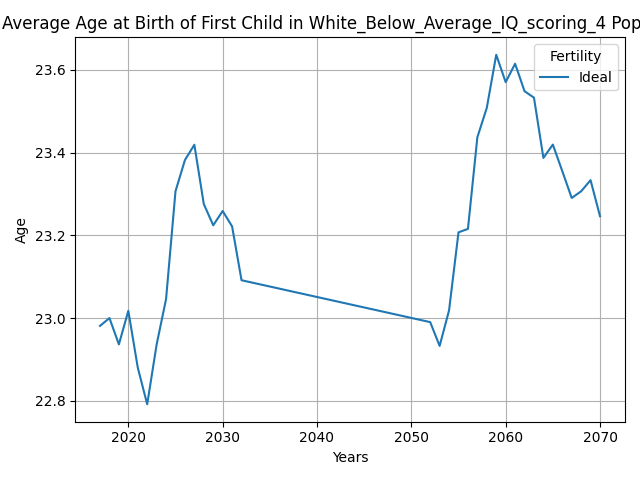 Average Age at Birth of First Child in White_Below_Average_IQ_scoring_4 Pop
Fertility
Ideal
23.6
23.4
23.2
23.0
22.8
Age
2020 2030 2040 2050 2060 2070
Years